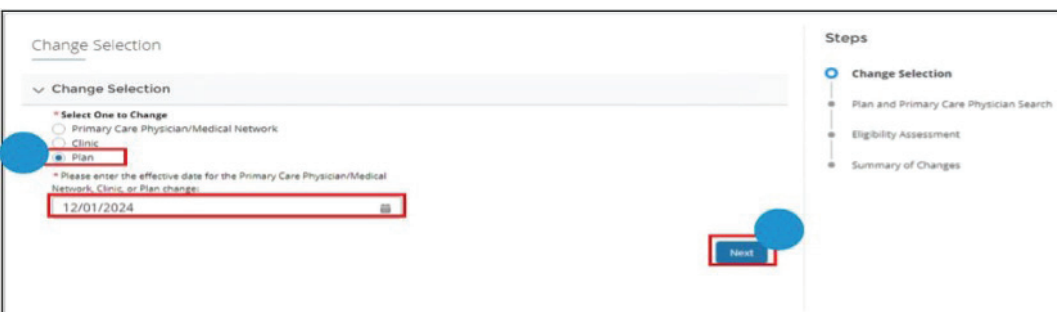 Change Selection
Change Selection
* Select One to Change
Primary Care Physician/Medical Network
Clinic
Plan
* Please enter the effective date for the Primary Care Physician/Medical
Network, Clinic, or Plan change:
12/01/2024
Next
Steps
Change Selection
Plan and Primary Care Physician Search
Eligibility Assessment
Summary of Changes